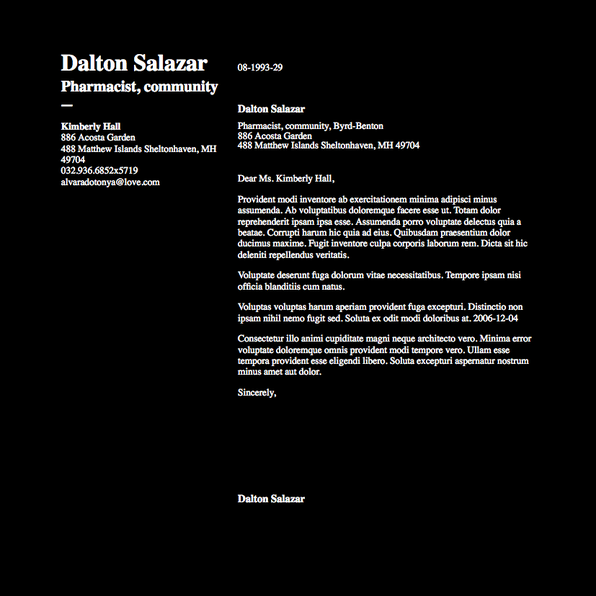 Dalton Salazar
Pharmacist, community
Kimberly Hall
886 Acosta Garden
488 Matthew Islands Sheltonhaven, MH
49704
032.936.6852x5719
alvaradotonya@love.com
08-1993-29
Dalton Salazar
Pharmacist, community, Byrd-Benton
886 Acosta Garden
488 Matthew Islands Sheltonhaven, MH 49704
Dear Ms. Kimberly Hall,
Provident modi inventore ab exercitationem minima adipisci minus
assumenda. Ab voluptatibus doloremque facere esse ut. Totam dolor
reprehenderit ipsam ipsa esse. Assumenda porro voluptate delectus quia a
beatae. Corrupti harum hic quia ad eius. Quibusdam praesentium dolor
ducimus maxime. Fugit inventore culpa corporis laborum rem. Dicta sit hic
deleniti repellendus veritatis.
Voluptate deserunt fuga dolorum vitae necessitatibus. Tempore ipsam nisi
officia blanditiis cum natus.
Voluptas voluptas harum aperiam provident fuga excepturi. Distinctio non
ipsam nihil nemo fugit sed. Soluta ex odit modi doloribus at. 2006-12-04
Consectetur illo animi cupiditate magni neque architecto vero. Minima error
voluptate doloremque omnis provident modi tempore vero. Ullam esse
tempora provident esse eligendi libero. Soluta excepturi aspernatur nostrum
minus amet aut dolor.
Sincerely,
Dalton Salazar